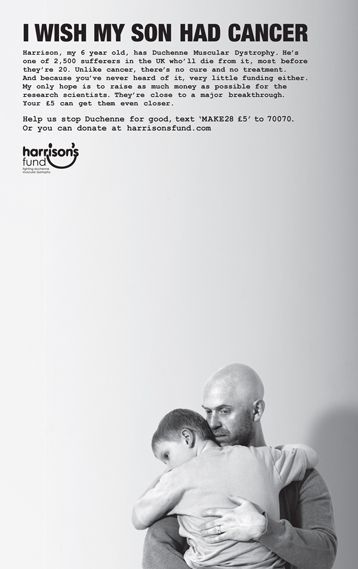 I WISH MY SON HAD CANCER
Harrison, my 6 year old, has Duchenne Muscular Dystrophy. He's
one of 2,500 sufferers in the UK who'll die from it, most before
they're 20. Unlike cancer, there's no cure and no treatment.
And because you've never heard of it, very little funding either.
My only hope is to raise as much money as possible for the
research scientists. They're close to a major breakthrough.
Your £5 can get them even closer.
Help us stop Duchenne for good, text 'MAKE28 £5' to 70070.
Or you can donate at harrisonsfund.com
harrison's
fund
fighting duchenne
muscular dystrophy